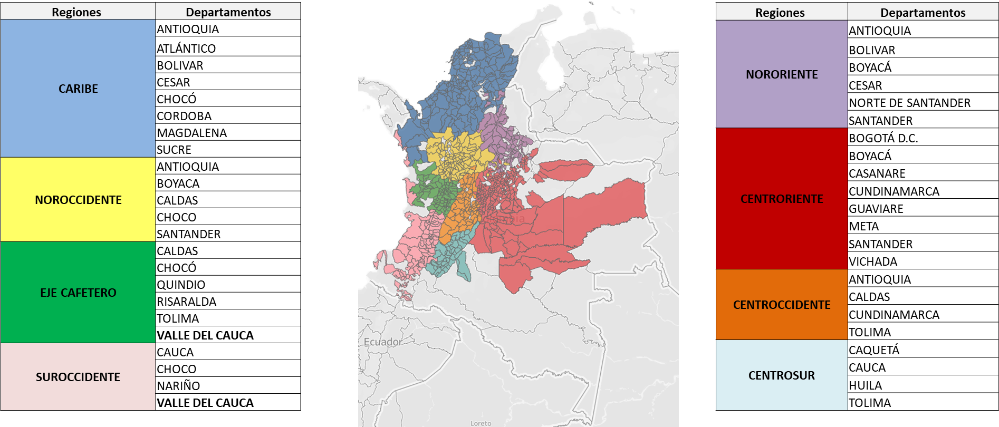 Regiones Departamentos
CARIBE
ANTIOQUIA
ATLÁNTICO
BOLIVAR
CESAR
CHOCÓ
CORDOBA
MAGDALENA
SUCRE
NOROCCIDENTE
ANTIOQUIA
BOYACA
CALDAS
CHOCO
SANTANDER
EJE CAFETERO
CALDAS
CHOCÓ
QUINDIO
RISARALDA
TOLIMA
VALLE DEL CAUCA
SUROCCIDENTE
CAUCA
CHOCO
NARIÑO
VALLE DEL CAUCA
Ecuador
Loreto
Regiones Departamentos
NORORIENTE
ANTIOQUIA
BOLIVAR
BOYACÁ
CESAR
NORTE DE SANTANDER
SANTANDER
CENTRORIENTE
BOGOTÁ D.C.
BOYACÁ
CASANARE
CUNDINAMARCA
GUAVIARE
META
SANTANDER
VICHADA
CENTROCCIDENTE
ANTIOQUIA
CALDAS
CUNDINAMARCA
TOLIMA
CENTROSUR
CAQUETÁ
CAUCA
HUILA
TOLIMA